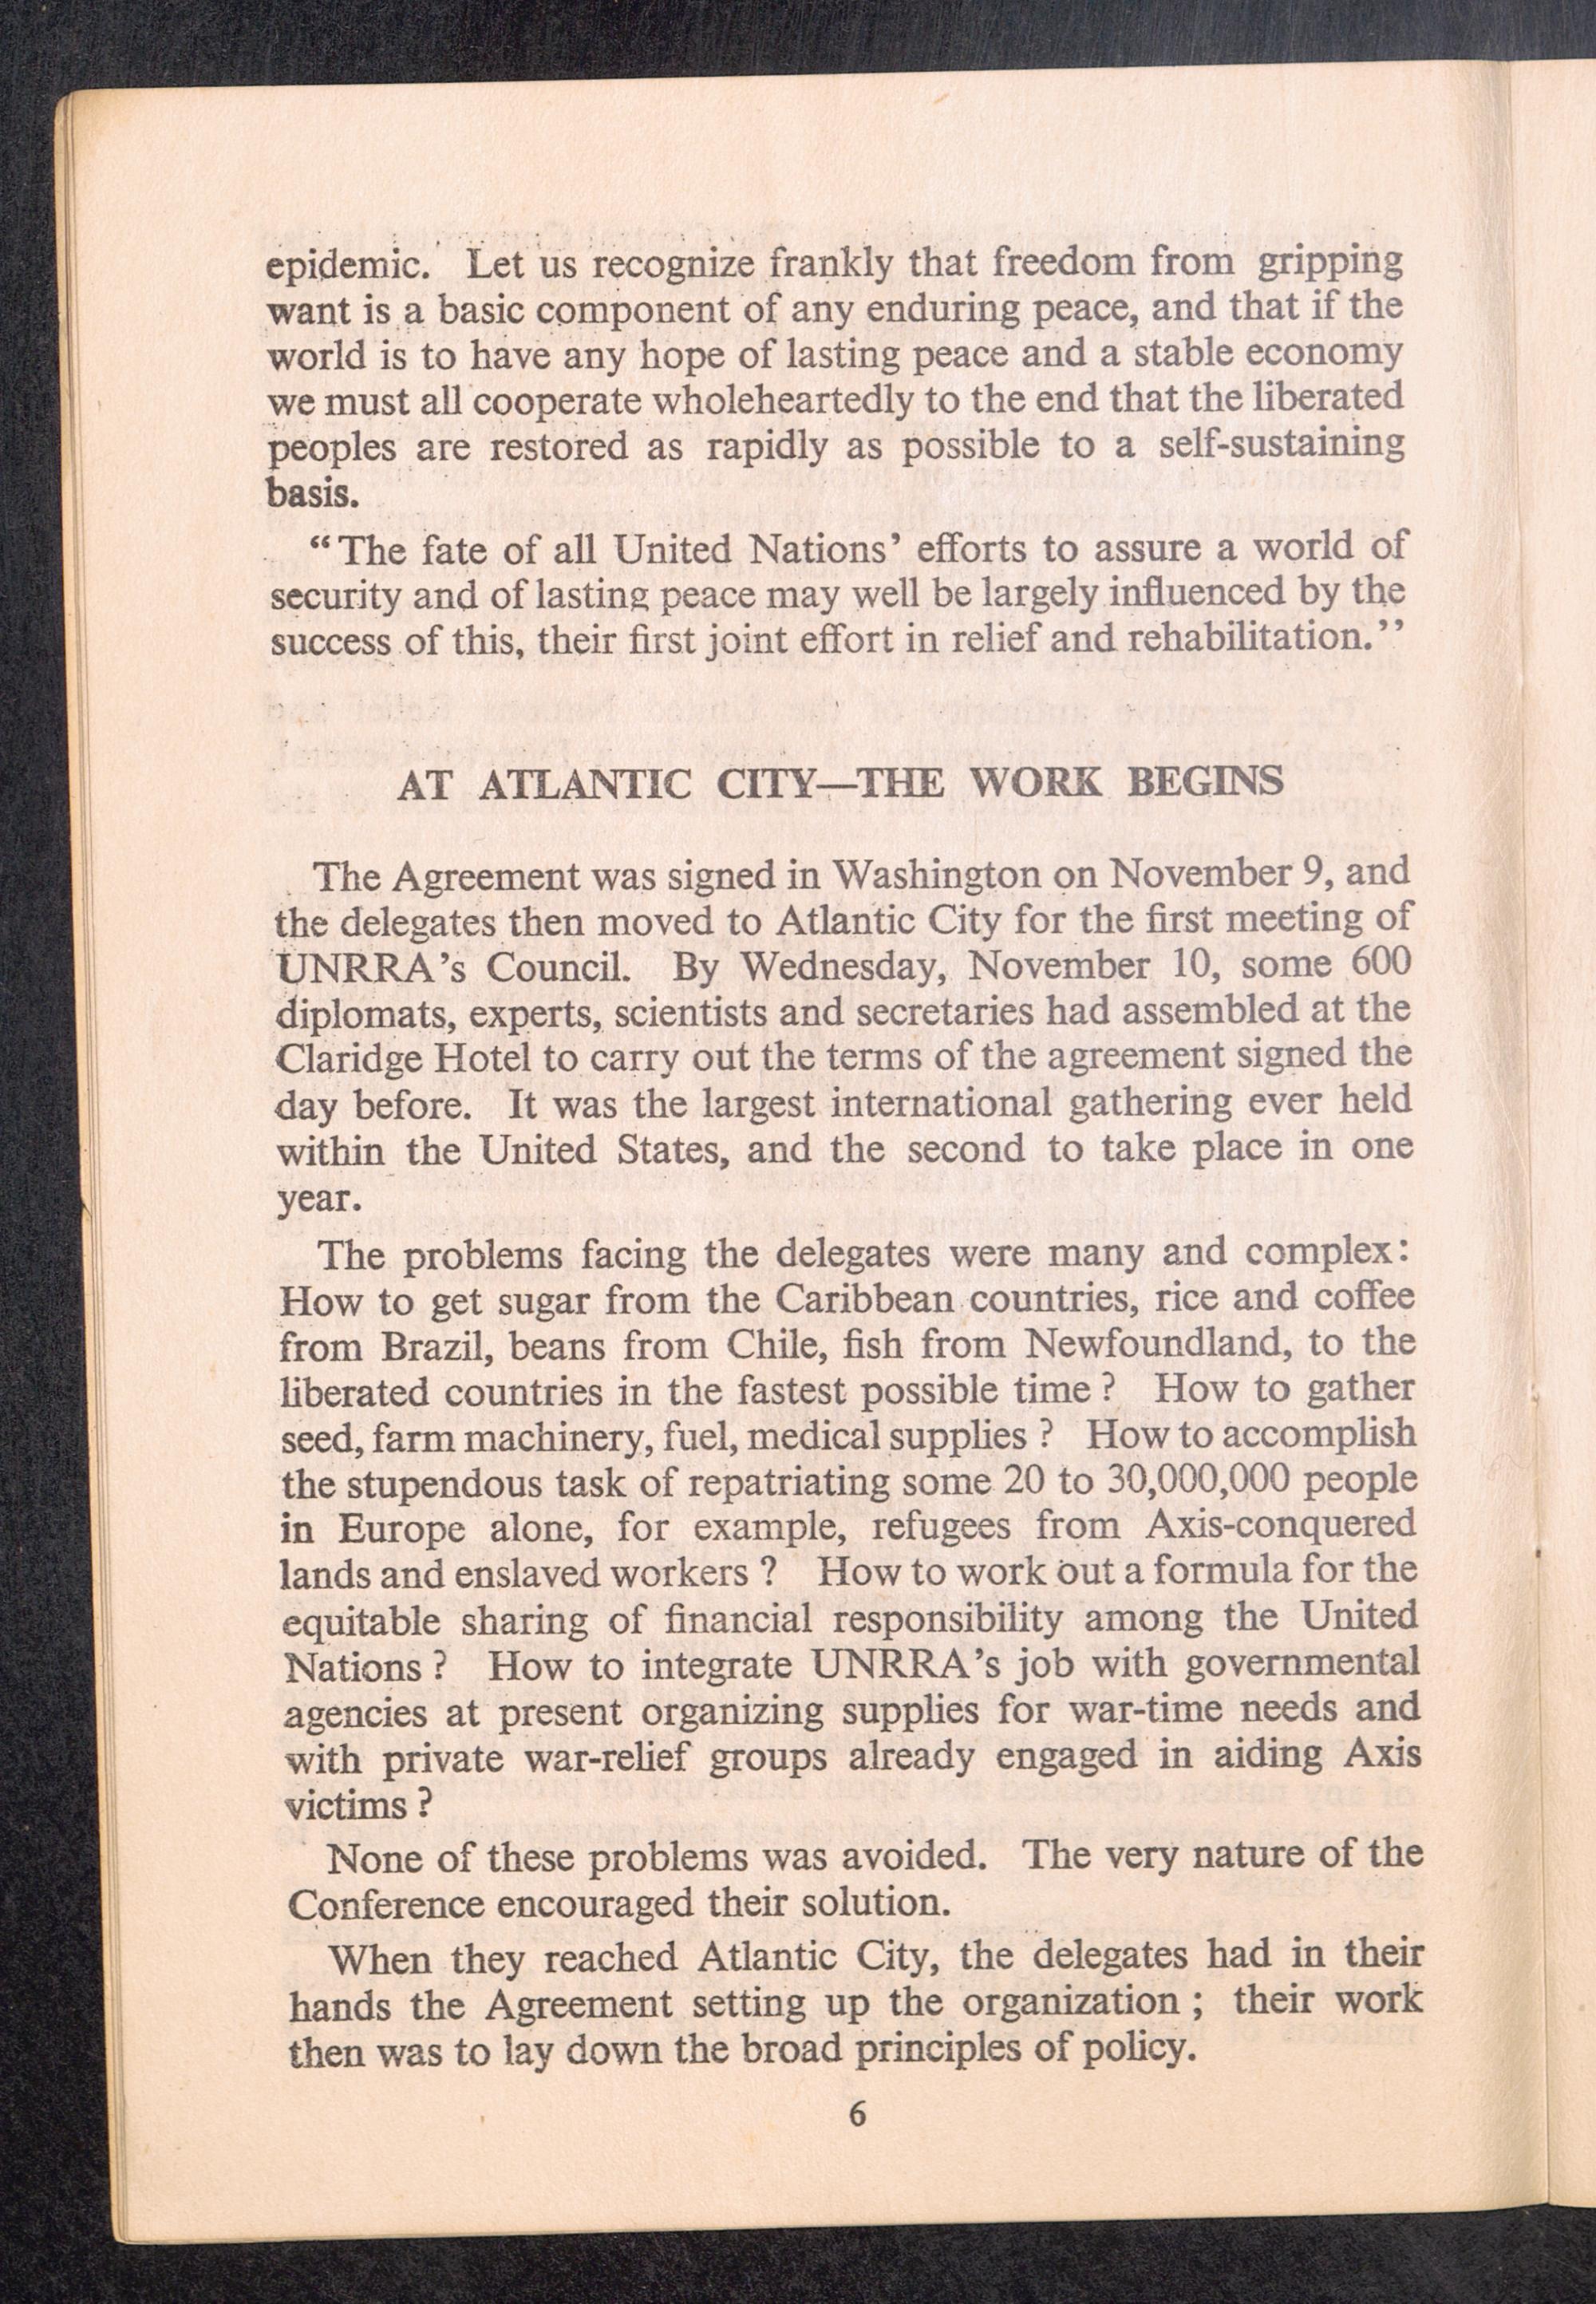 epidemic. Let us recognize frankly that freedom from gripping
want is a basic component of any enduring peace, and that if the
world is to have any hope of lasting peace and a stable economy
we must all cooperate wholeheartedly to the end that the liberated
peoples are restored as rapidly as possible to a self-sustaining
basis.
“The fate of all United Nations’ efforts to assure a world of
security and of lasting peace may well be largely influenced by the
success of this, their first joint effort in relief and rehabilitation.’’
AT ATLANTIC CITY—THE WORK BEGINS
The Agreement was signed in Washington on November 9, and
the delegates then moved to Atlantic City for the first meeting of
UNRRA’s Council. By Wednesday, November 10, some 600
diplomats, experts, scientists and secretaries had assembled at the
Claridge Hotel to carry out the terms of the agreement signed the
day before. It was the largest international gathering ever held
within the United States, and the second to take place in one
year.
The problems facing the delegates were many and complex:
How to get sugar from the Caribbean countries, rice and coffee
from Brazil, beans from Chile, fish from Newfoundland, to the
liberated countries in the fastest possible time ? How to gather
seed, farm machinery, fuel, medical supplies ? How to accomplish
the stupendous task of repatriating some 20 to 30,000,000 people
in Europe alone, for example, refugees from Axis-conquered
lands and enslaved workers ? How to work out a formula for the
equitable sharing of financial responsibility among the United
Nations ? How to integrate UNRRA’s job with governmental
agencies at present organizing supplies for war-time needs and
with private war-relief groups already engaged in aiding Axis
victims ?
None of these problems was avoided. The very nature of the
Conference encouraged their solution.
When they reached Atlantic City, the delegates had in their
hands the Agreement setting up the organization ; their work
then was to lay down the broad principles of policy.
6